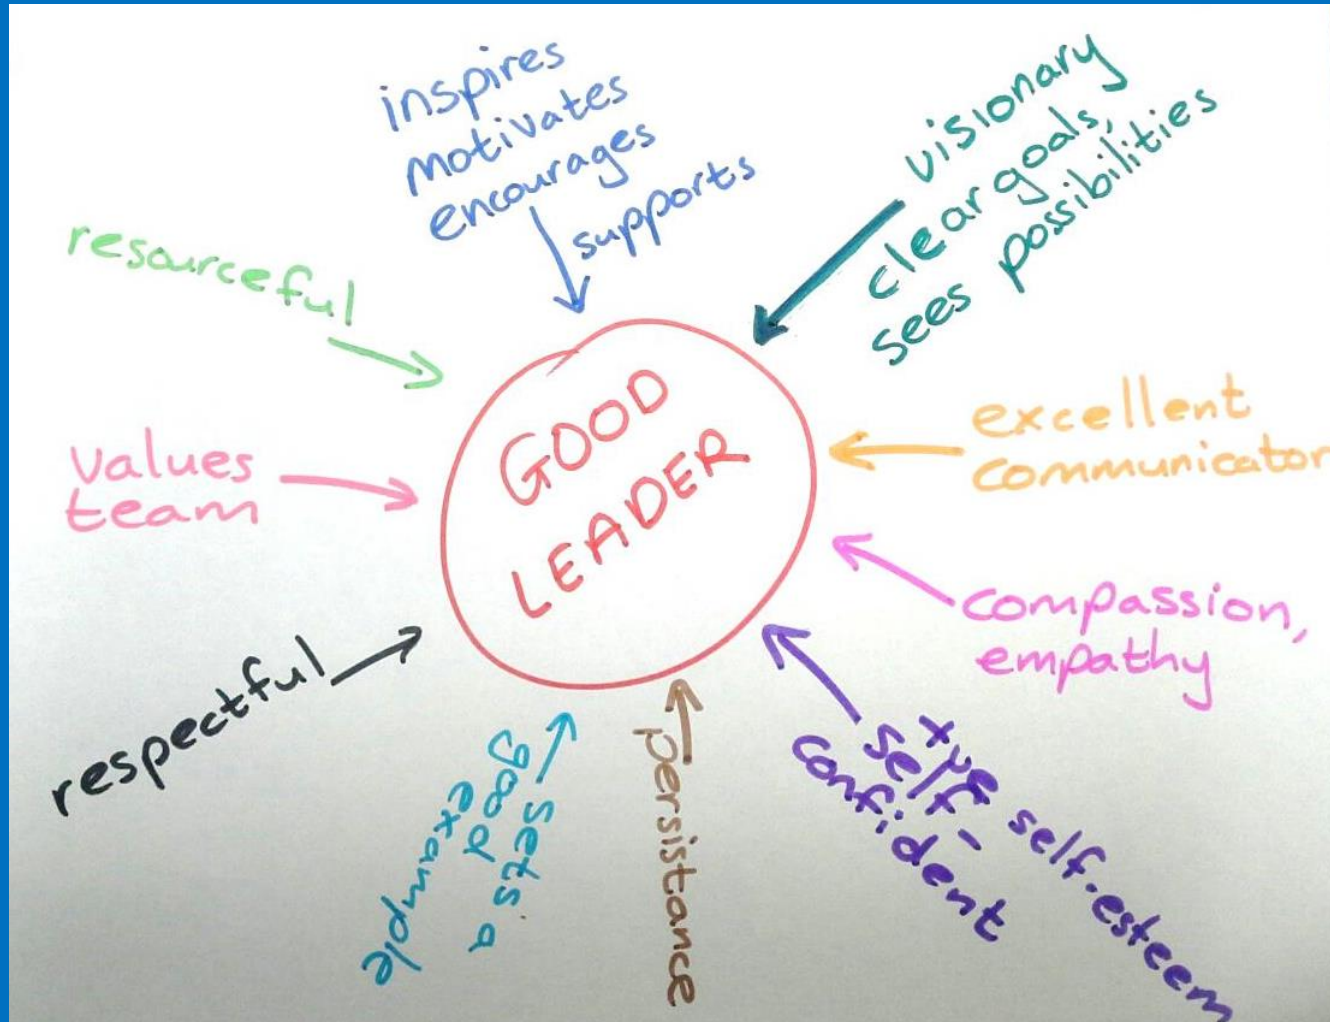 GOOD
LEADER
inspires
motivates
encourages
supports
visionary
clear goals,
sees possibilities
excellent
communicator
compassion,
empathy
+ve self-esteem
self-
confident
persistance
sets a
good
example
respectful
values
team
resourceful